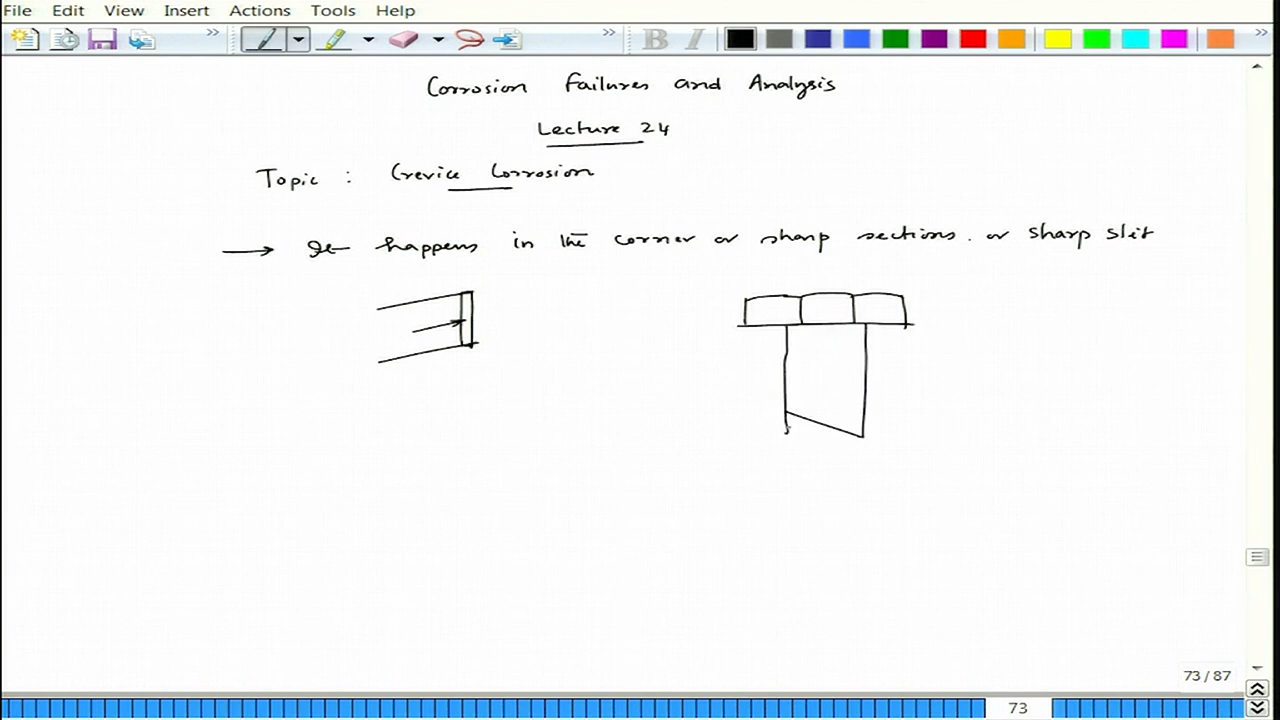 File Edit View Insert Actions Tools Help
B I
Corrosion Failures and Analysis
Lecture 24
Topic : Crevice Corrosion
It happens in the corner or sharp sections. or sharp slit
73 / 87
73